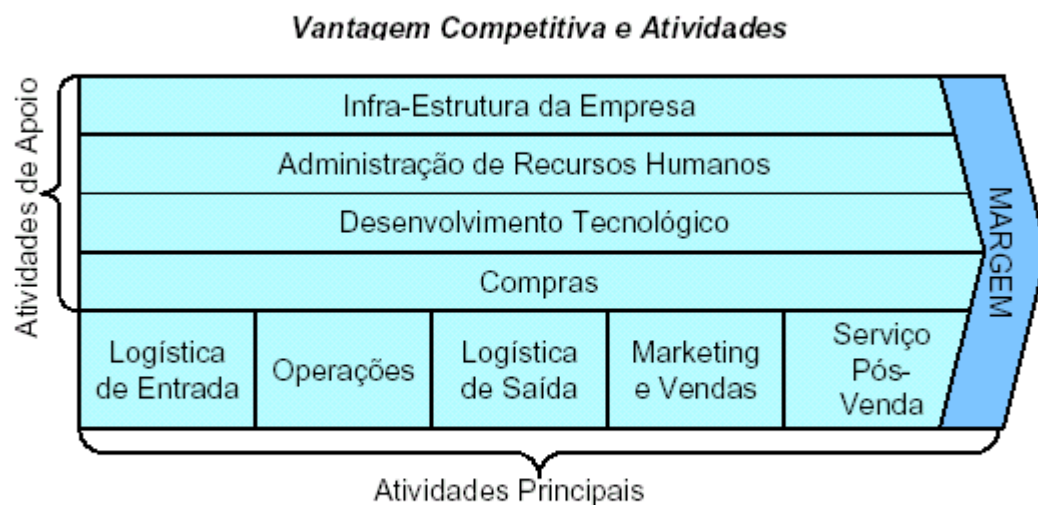 Vantagem Competitiva e Atividades
Atividades de Apoio
Infra-Estrutura da Empresa
Administração de Recursos Humanos
Desenvolvimento Tecnológico
Compras
MARGEM
Logística
de Entrada
Operações
Logística
de Saída
Marketing
e Vendas
Serviço
Pós-
Venda
Atividades Principais